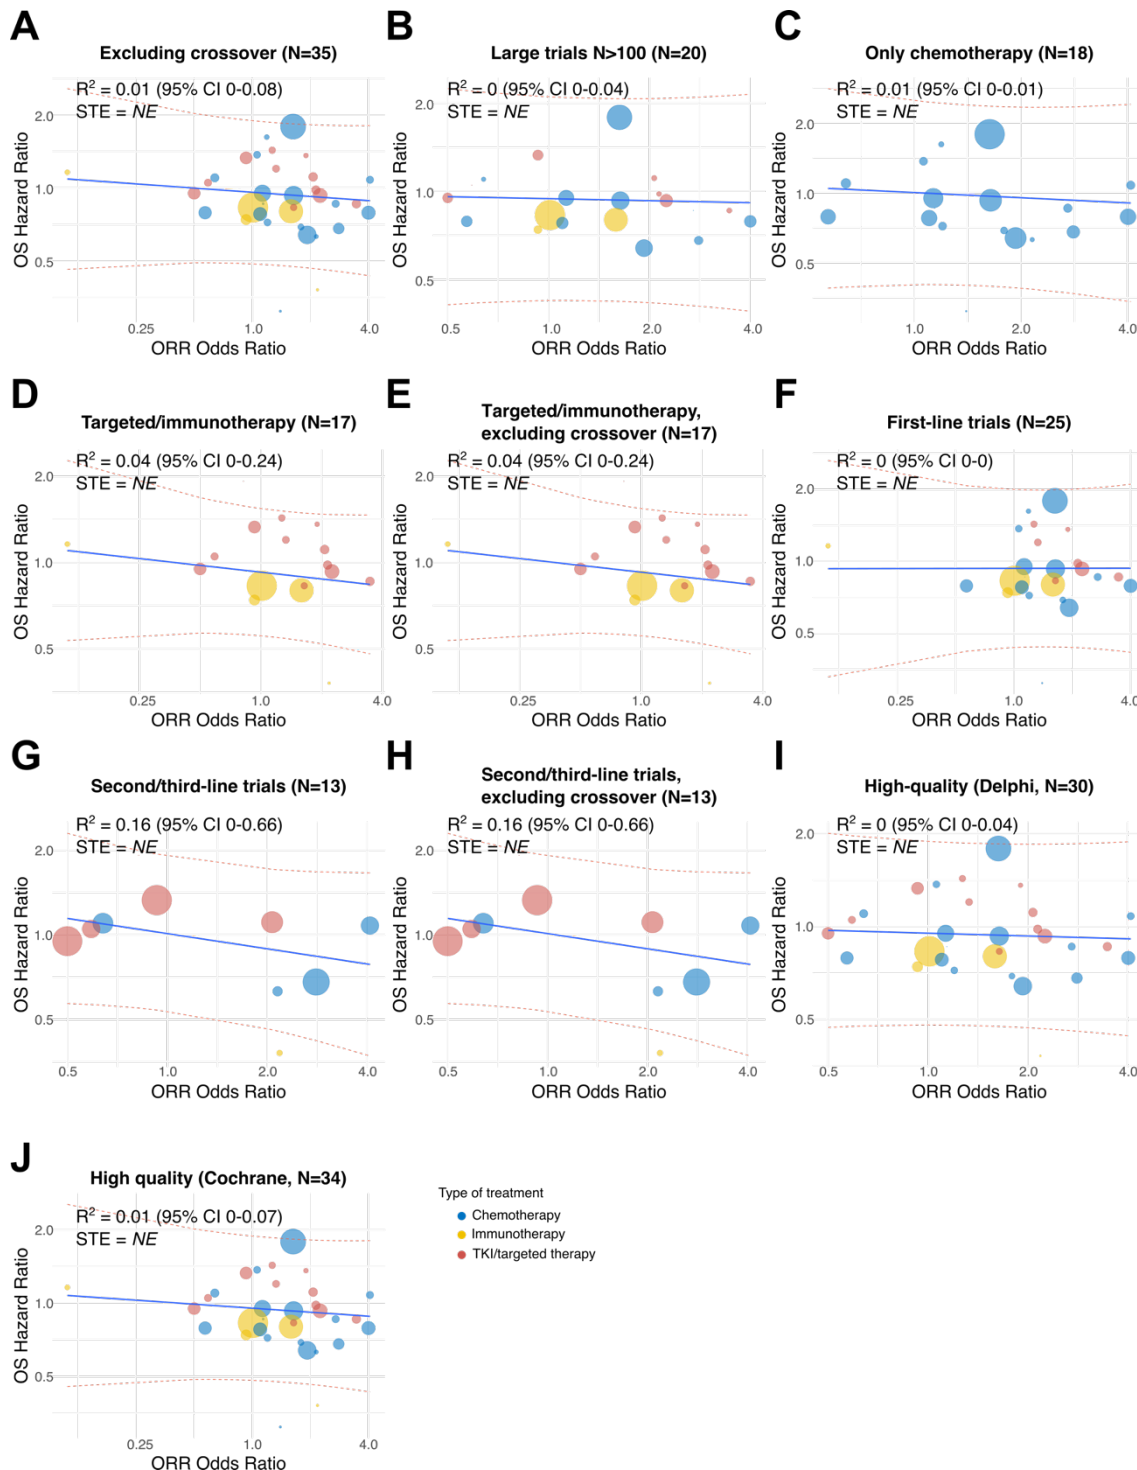 A
Excluding crossover (N=35)
R² = 0.01 (95% CI 0-0.08)
STE = NE
OS Hazard Ratio
2.0
1.0
0.5
0.25
1.0
4.0
ORR Odds Ratio
B
Large trials N>100 (N=20)
R² = 0 (95% CI 0-0.04)
STE = NE
OS Hazard Ratio
2.0
1.0
0.5
0.5
1.0
2.0
4.0
ORR Odds Ratio
C
Only chemotherapy (N=18)
R² = 0.01 (95% CI 0-0.01)
STE = NE
OS Hazard Ratio
2.0
1.0
0.5
1.0
2.0
4.0
ORR Odds Ratio
D
Targeted/immunotherapy (N=17)
R² = 0.04 (95% CI 0-0.24)
STE = NE
OS Hazard Ratio
2.0
1.0
0.5
0.25
1.0
4.0
ORR Odds Ratio
E
Targeted/immunotherapy,
excluding crossover (N=17)
R² = 0.04 (95% CI 0-0.24)
STE = NE
OS Hazard Ratio
2.0
1.0
0.5
0.25
1.0
4.0
ORR Odds Ratio
F
First-line trials (N=25)
R² = 0 (95% CI 0-0)
STE = NE
OS Hazard Ratio
2.0
1.0
0.5
0.25
1.0
4.0
ORR Odds Ratio
G
Second/third-line trials (N=13)
R² = 0.16 (95% CI 0-0.66)
STE = NE
OS Hazard Ratio
2.0
1.0
0.5
0.5
1.0
2.0
4.0
ORR Odds Ratio
H
Second/third-line trials,
excluding crossover (N=13)
R² = 0.16 (95% CI 0-0.66)
STE = NE
OS Hazard Ratio
2.0
1.0
0.5
0.5
1.0
2.0
4.0
ORR Odds Ratio
I
High-quality (Delphi, N=30)
R² = 0 (95% CI 0-0.04)
STE = NE
OS Hazard Ratio
2.0
1.0
0.5
0.5
1.0
2.0
4.0
ORR Odds Ratio
J
High quality (Cochrane, N=34)
R² = 0.01 (95% CI 0-0.07)
STE = NE
OS Hazard Ratio
2.0
1.0
0.5
0.25
1.0
4.0
ORR Odds Ratio
Type of treatment
Chemotherapy
Immunotherapy
TKI/targeted therapy